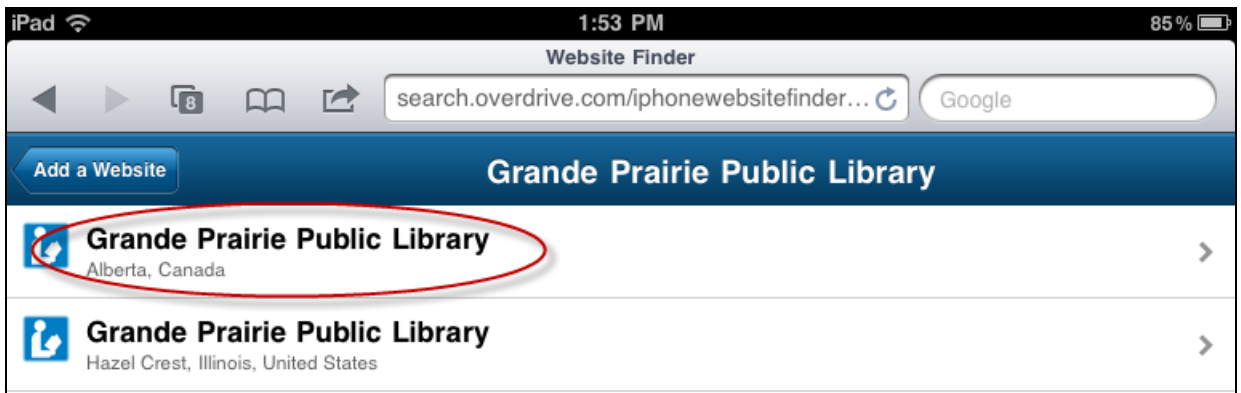 iPad 1:53 PM 85%
Website Finder
8 search.overdrive.com/iphonewebsitefinder... Google
Add a Website Grande Prairie Public Library
Grande Prairie Public Library
Alberta, Canada
Grande Prairie Public Library
Hazel Crest, Illinois, United States